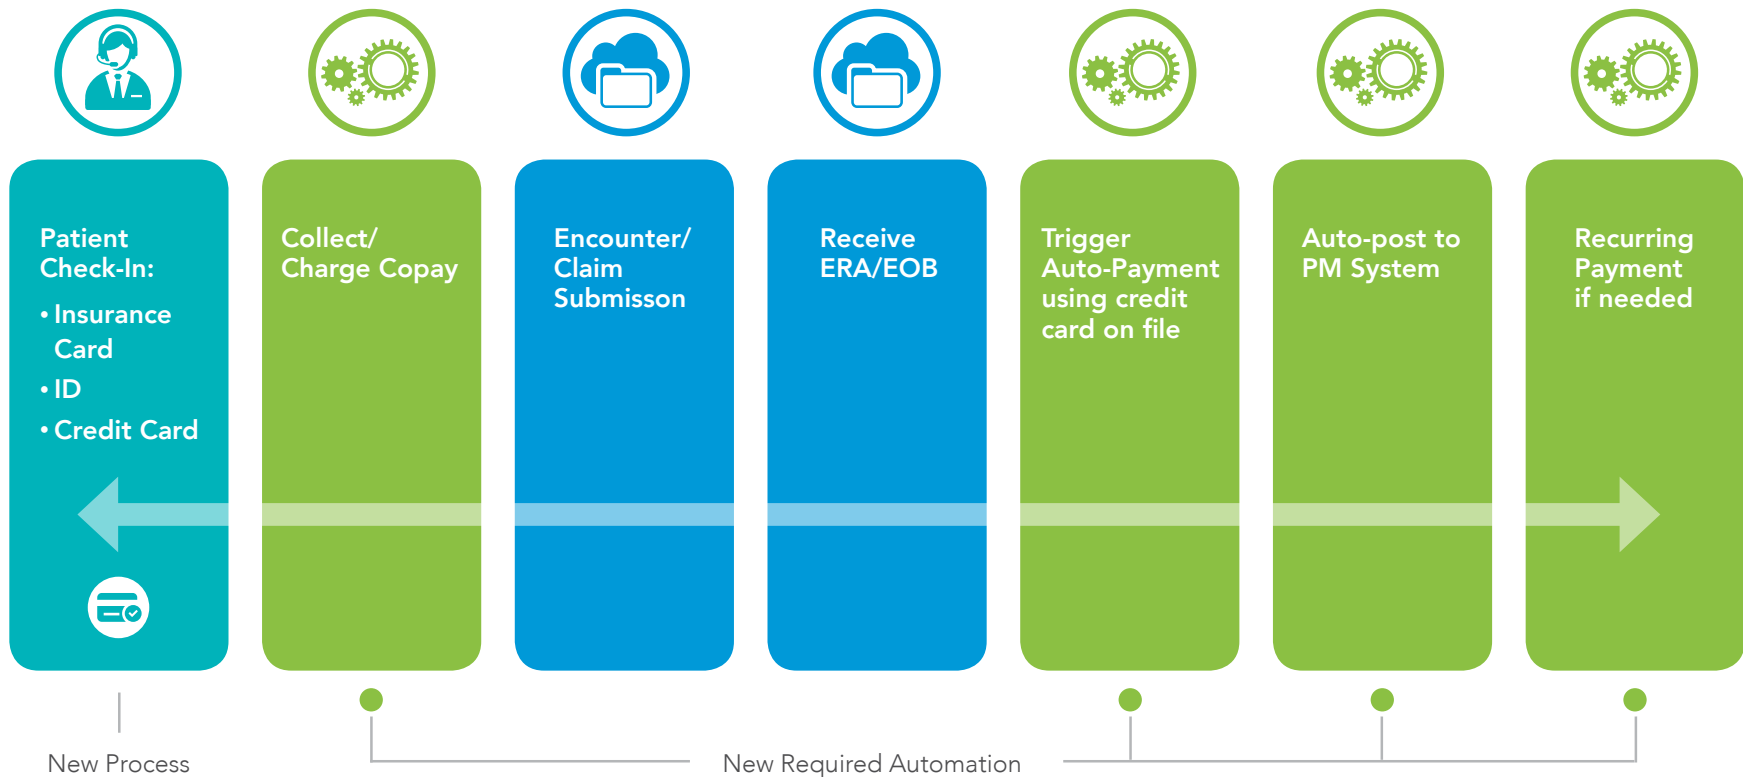 Patient
Check-In:
• Insurance
Card
• ID
• Credit Card
Collect/
Charge Copay
Encounter/
Claim
Submisson
Receive
ERA/EOB
Trigger
Auto-Payment
using credit
card on file
Auto-post to
PM System
Recurring
Payment
if needed
New Process
New Required Automation